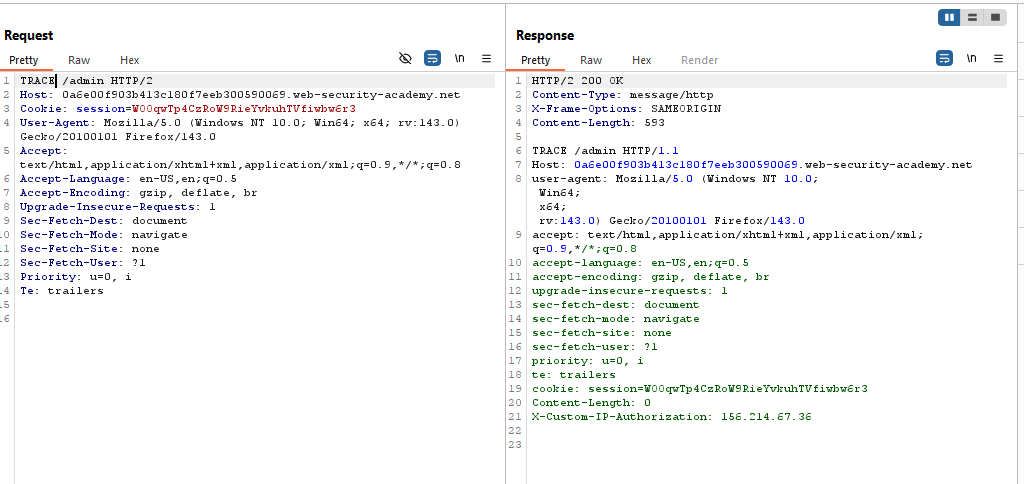 Request
Pretty Raw Hex \n
1 TRACE /admin HTTP/2
2 Host: 0a6e00f903b413c180f7eeb300590069.web-security-academy.net
3 Cookie: session=WOOqwTp4CzRoW9RieYvkuhTVfiwbw6r3
4 User-Agent: Mozilla/5.0 (Windows NT 10.0; Win64; x64; rv:143.0)
Gecko/20100101 Firefox/143.0
5 Accept:
text/html,application/xhtml+xml,application/xml;q=0.9,*/*;q=0.8
6 Accept-Language: en-US,en;q=0.5
7 Accept-Encoding: gzip, deflate, br
8 Upgrade-Insecure-Requests: 1
9 Sec-Fetch-Dest: document
0 Sec-Fetch-Mode: navigate
1 Sec-Fetch-Site: none
2 Sec-Fetch-User: ?1
3 Priority: u=0, i
4 Te: trailers
5
6
Response
Pretty Raw Hex Render \n
1 HTTP/2 200 OK
2 Content-Type: message/http
3 X-Frame-Options: SAMEORIGIN
4 Content-Length: 593
5
6 TRACE /admin HTTP/1.1
7 Host: 0a6e00f903b413c180f7eeb300590069.web-security-academy.net
8 user-agent: Mozilla/5.0 (Windows NT 10.0;
Win64;
x64;
rv:143.0) Gecko/20100101 Firefox/143.0
9 accept: text/html,application/xhtml+xml,application/xml;
q=0.9,*/*;q=0.8
10 accept-language: en-US,en;q=0.5
11 accept-encoding: gzip, deflate, br
12 upgrade-insecure-requests: 1
13 sec-fetch-dest: document
14 sec-fetch-mode: navigate
15 sec-fetch-site: none
16 sec-fetch-user: ?1
17 priority: u=0, i
18 te: trailers
19 cookie: session=WOOqwTp4CzRoW9RieYvkuhTVfiwbw6r3
20 Content-Length: 0
21 X-Custom-IP-Authorization: 156.214.67.36
22
23